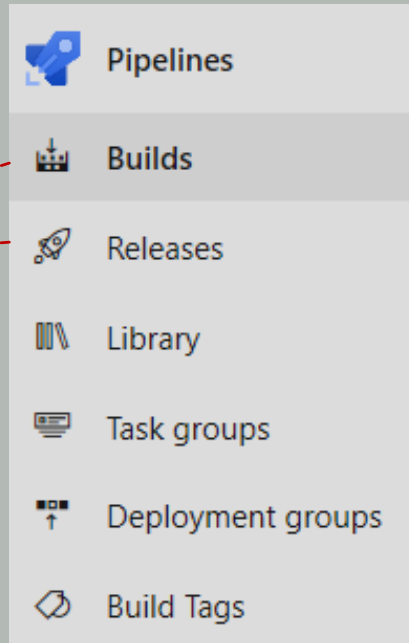 Pipelines
Builds
Releases
Library
Task groups
Deployment groups
Build Tags